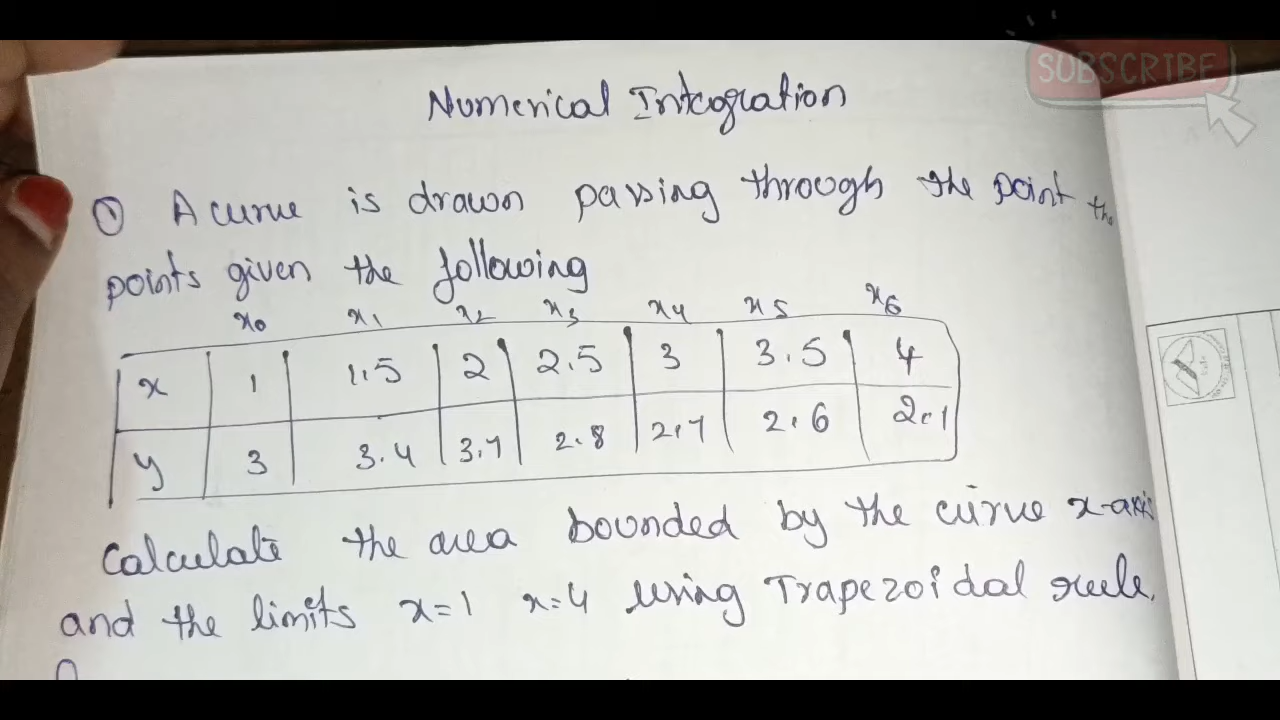 SUBSCRIBE
Numerical Integration
① A curve is drawn passing through the point the
points given the following
x0 x1 x2 x3 x4 x5 x6
x 1 1.5 2 2.5 3 3.5 4
y 3 3.4 3.7 2.8 2.7 2.6 2.1
Calculate the area bounded by the curve x-axis
and the limits x=1 x=4 using Trapezoidal rule.